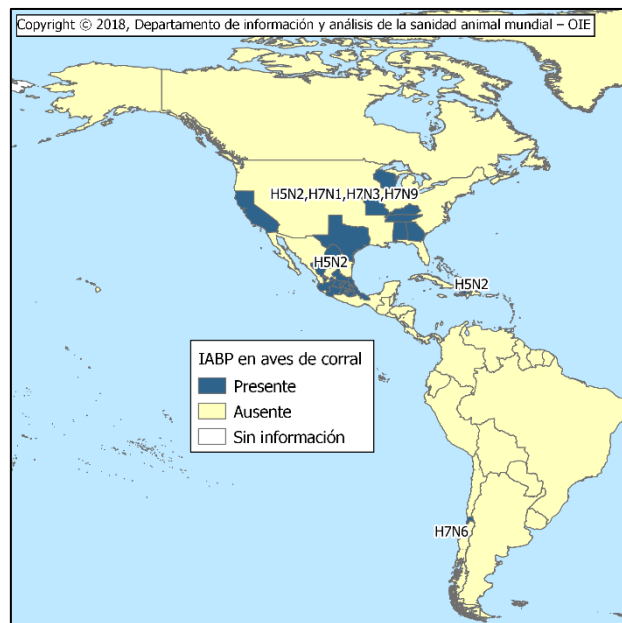 Copyright © 2018, Departamento de información y análisis de la sanidad animal mundial – OIE
H5N2,H7N1,H7N3,H7N9
H5N2
H5N2
IABP en aves de corral
Presente
Ausente
Sin información
H7N6